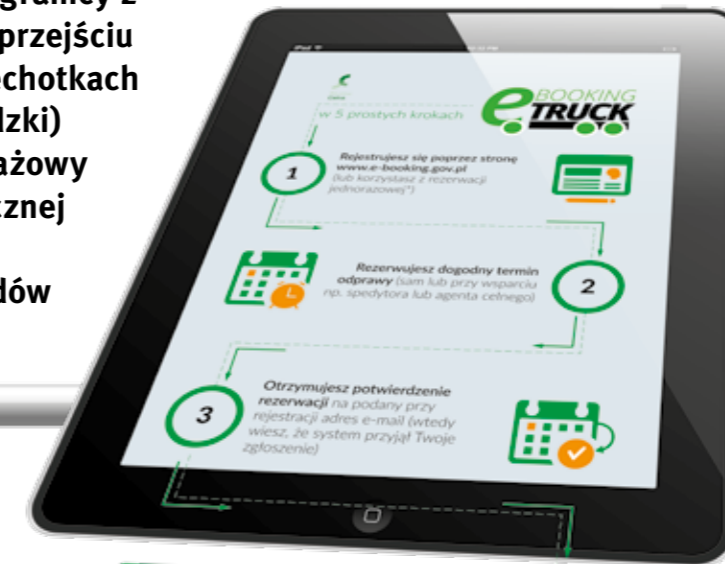 granicy z
przejściu
echotkach
dzki)
ażowy
cznej
dów
iPad
e BOOKING
TRUCK
w 5 prostych krokach
1
Rejestrujesz się poprzez stronę
www.e-booking.gov.pl
(lub korzystasz z rezerwacji
jednorazowej*)
Rezerwujesz dogodny termin
odprawy (sam lub przy wsparciu
np. spedytora lub agenta celnego)
2
3
Otrzymujesz potwierdzenie
rezerwacji na podany przy
rejestracji adres e-mail (wtedy
wiesz, że system przyjął Twoje
zgłoszenie)